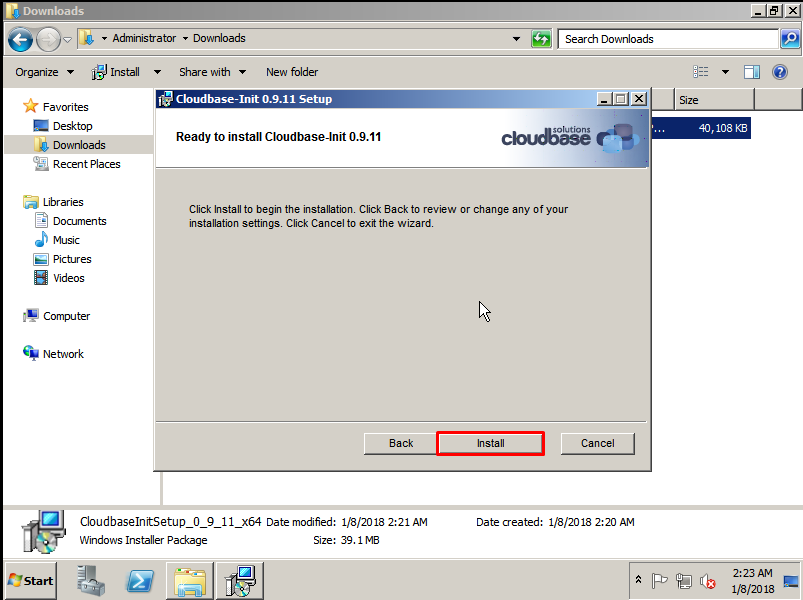 Downloads
Administrator Downloads
Search Downloads
Organize Install Share with New folder
Favorites
Desktop
Downloads
Recent Places
Libraries
Documents
Music
Pictures
Videos
Computer
Network
Size
40,108 KB
Cloudbase-Init 0.9.11 Setup
Ready to install Cloudbase-Init 0.9.11
cloudbase solutions
Click Install to begin the installation. Click Back to review or change any of your
installation settings. Click Cancel to exit the wizard.
Back Install Cancel
CloudbaseInitSetup_0_9_11_x64 Date modified: 1/8/2018 2:21 AM Date created: 1/8/2018 2:20 AM
Windows Installer Package Size: 39.1 MB
Start
2:23 AM
1/8/2018